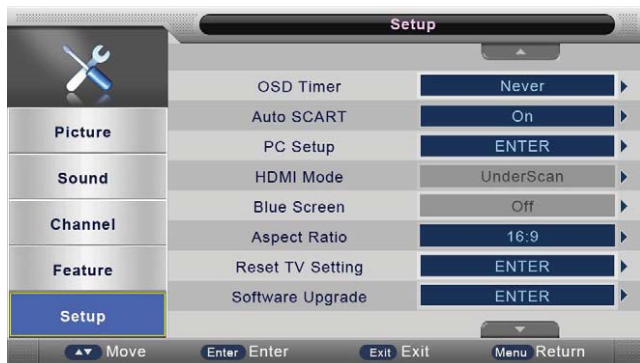 Setup
Picture
Sound
Channel
Feature
Setup
OSD Timer Never
Auto SCART On
PC Setup ENTER
HDMI Mode UnderScan
Blue Screen Off
Aspect Ratio 16:9
Reset TV Setting ENTER
Software Upgrade ENTER
Move Enter Enter Exit Exit Menu Return